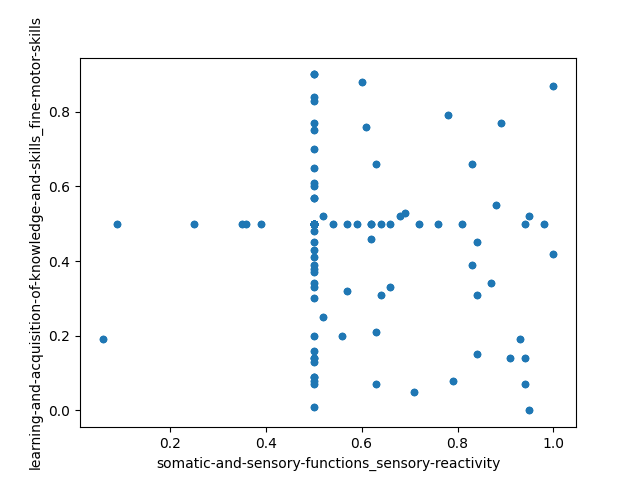 learning-and-acquisition-of-knowledge-and-skills_fine-motor-skills
0.8
0.6
0.4
0.2
0.0
0.2 0.4 0.6 0.8 1.0
somatic-and-sensory-functions_sensory-reactivity